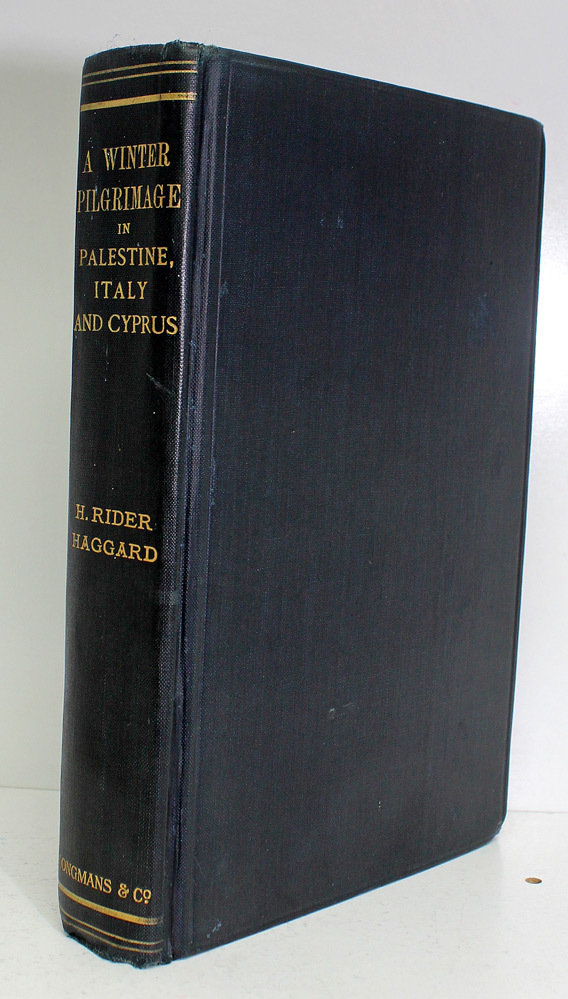 A WINTER
PILGRIMAGE
IN
PALESTINE,
ITALY
AND CYPRUS
H. RIDER
HAGGARD
ONGMANS & Co.